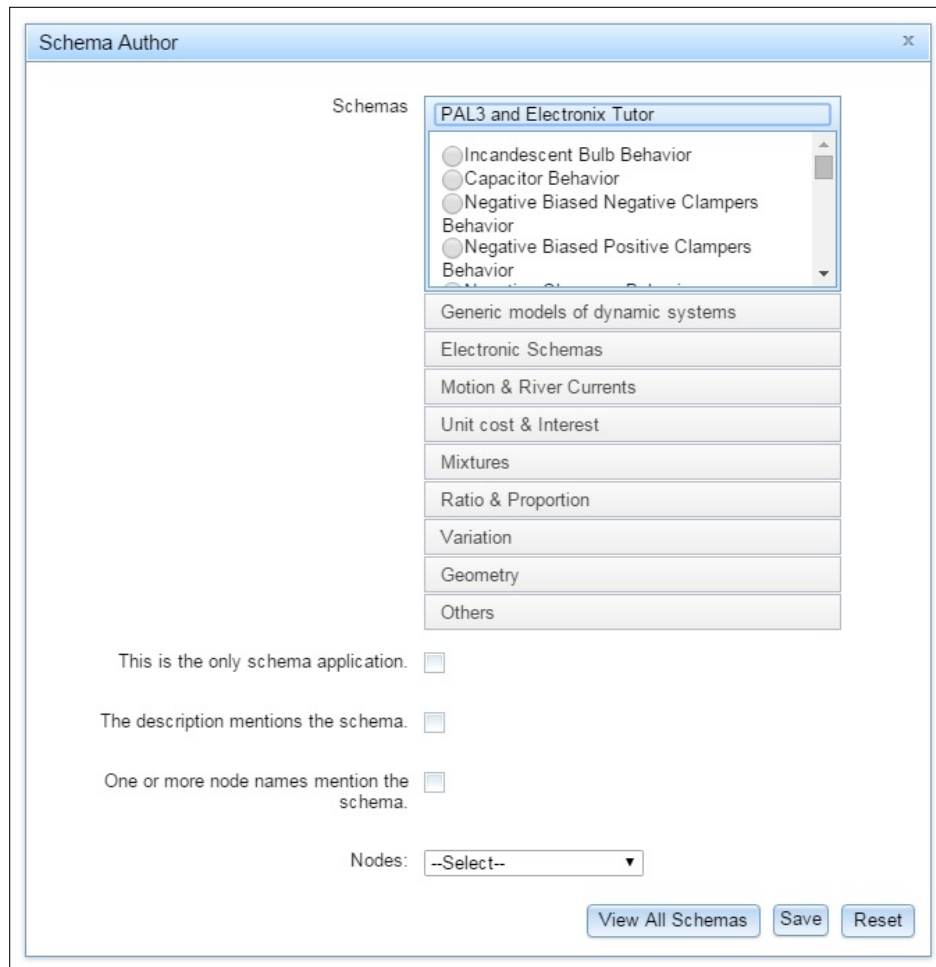 Schema Author x
Schemas
PAL3 and Electronix Tutor
Incandescent Bulb Behavior
Capacitor Behavior
Negative Biased Negative Clampers
Behavior
Negative Biased Positive Clampers
Behavior
Generic models of dynamic systems
Electronic Schemas
Motion & River Currents
Unit cost & Interest
Mixtures
Ratio & Proportion
Variation
Geometry
Others
This is the only schema application.
The description mentions the schema.
One or more node names mention the
schema.
Nodes: --Select--
View All Schemas Save Reset